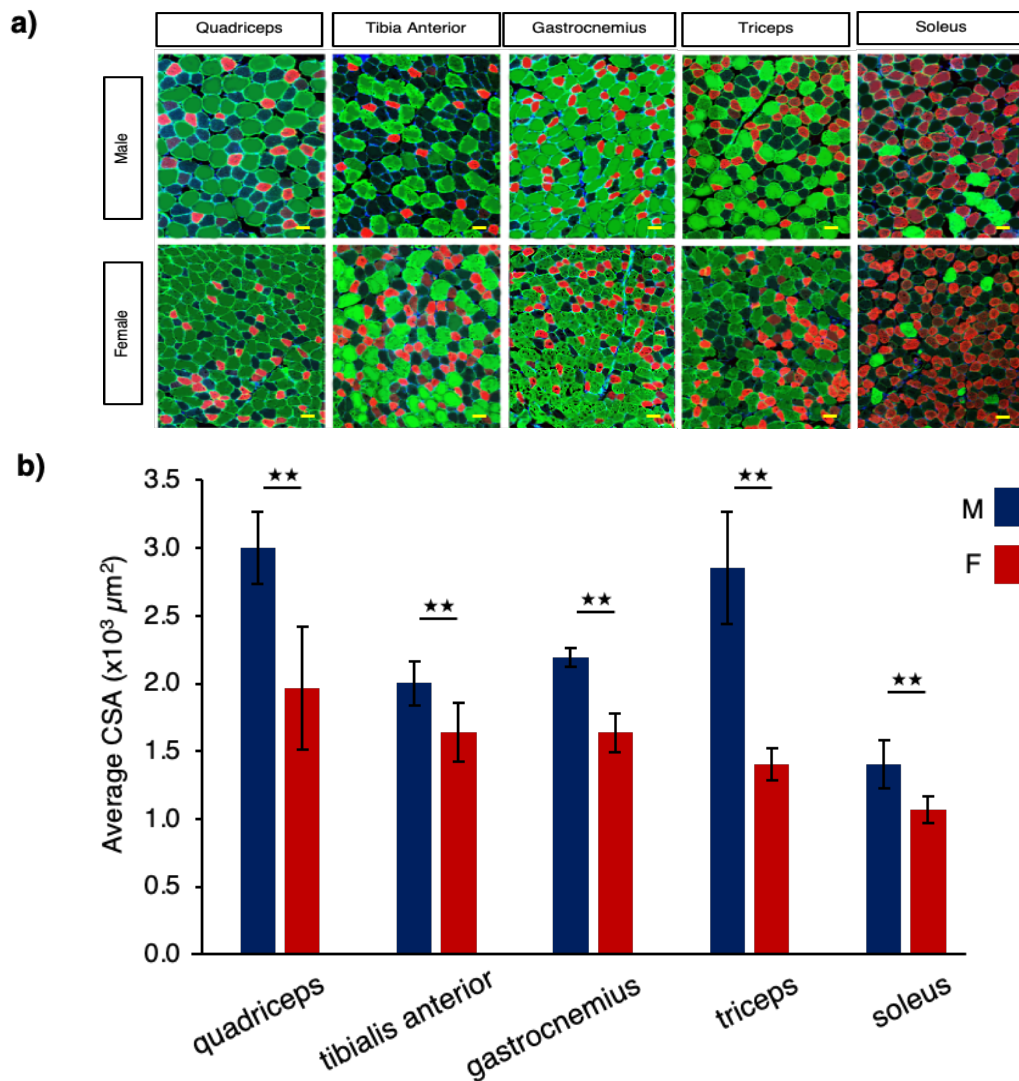 a)
Quadriceps
Tibia Anterior
Gastrocnemius
Triceps
Soleus
Male
Female
b)
Average CSA (x10³ µm²)
3.5
3.0
2.5
2.0
1.5
1.0
0.5
0.0
★★
★★
★★
★★
★★
M
F
quadriceps
tibialis anterior
gastrocnemius
triceps
soleus